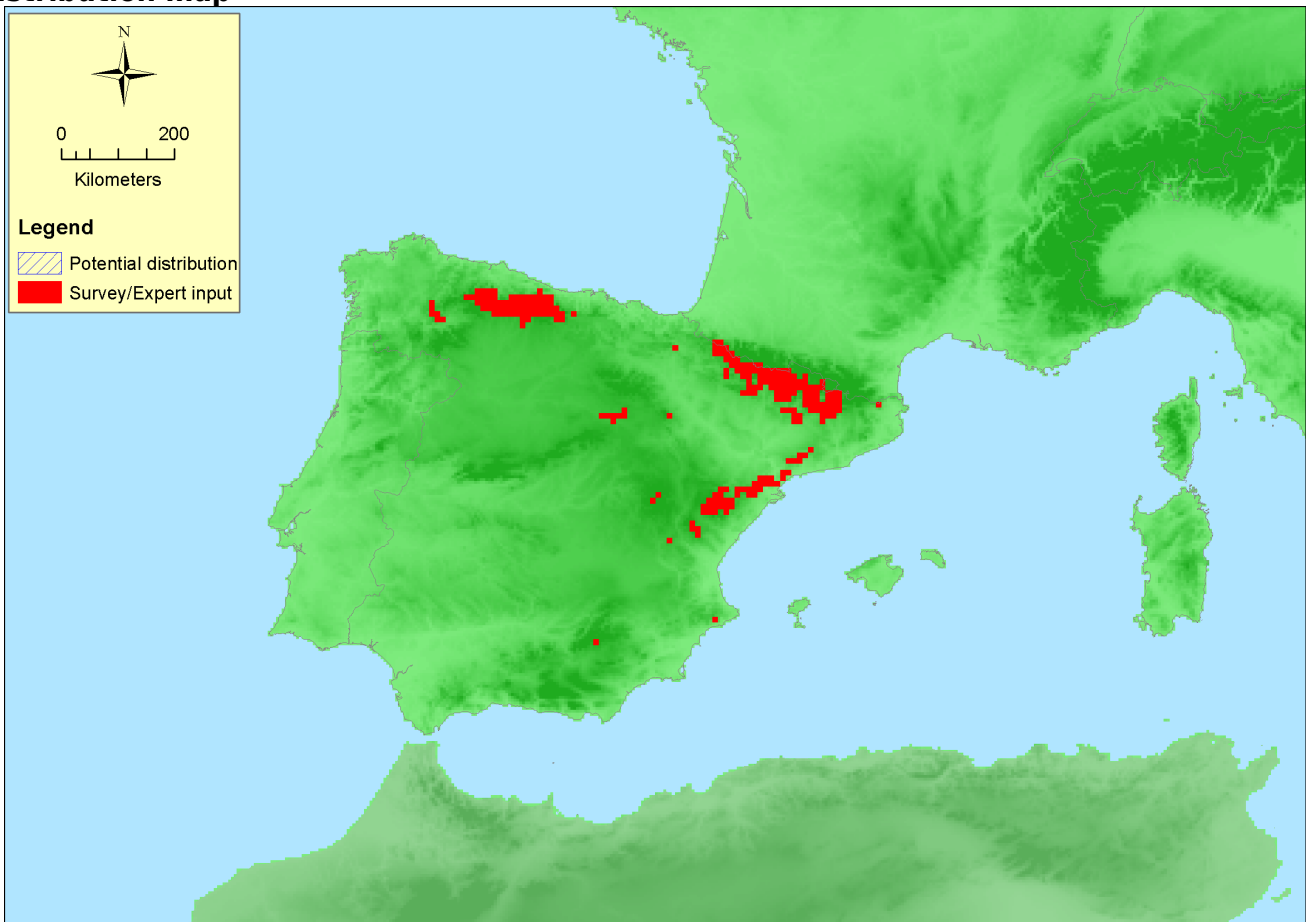 N
0 200
Kilometers
Legend
Potential distribution
Survey/Expert input